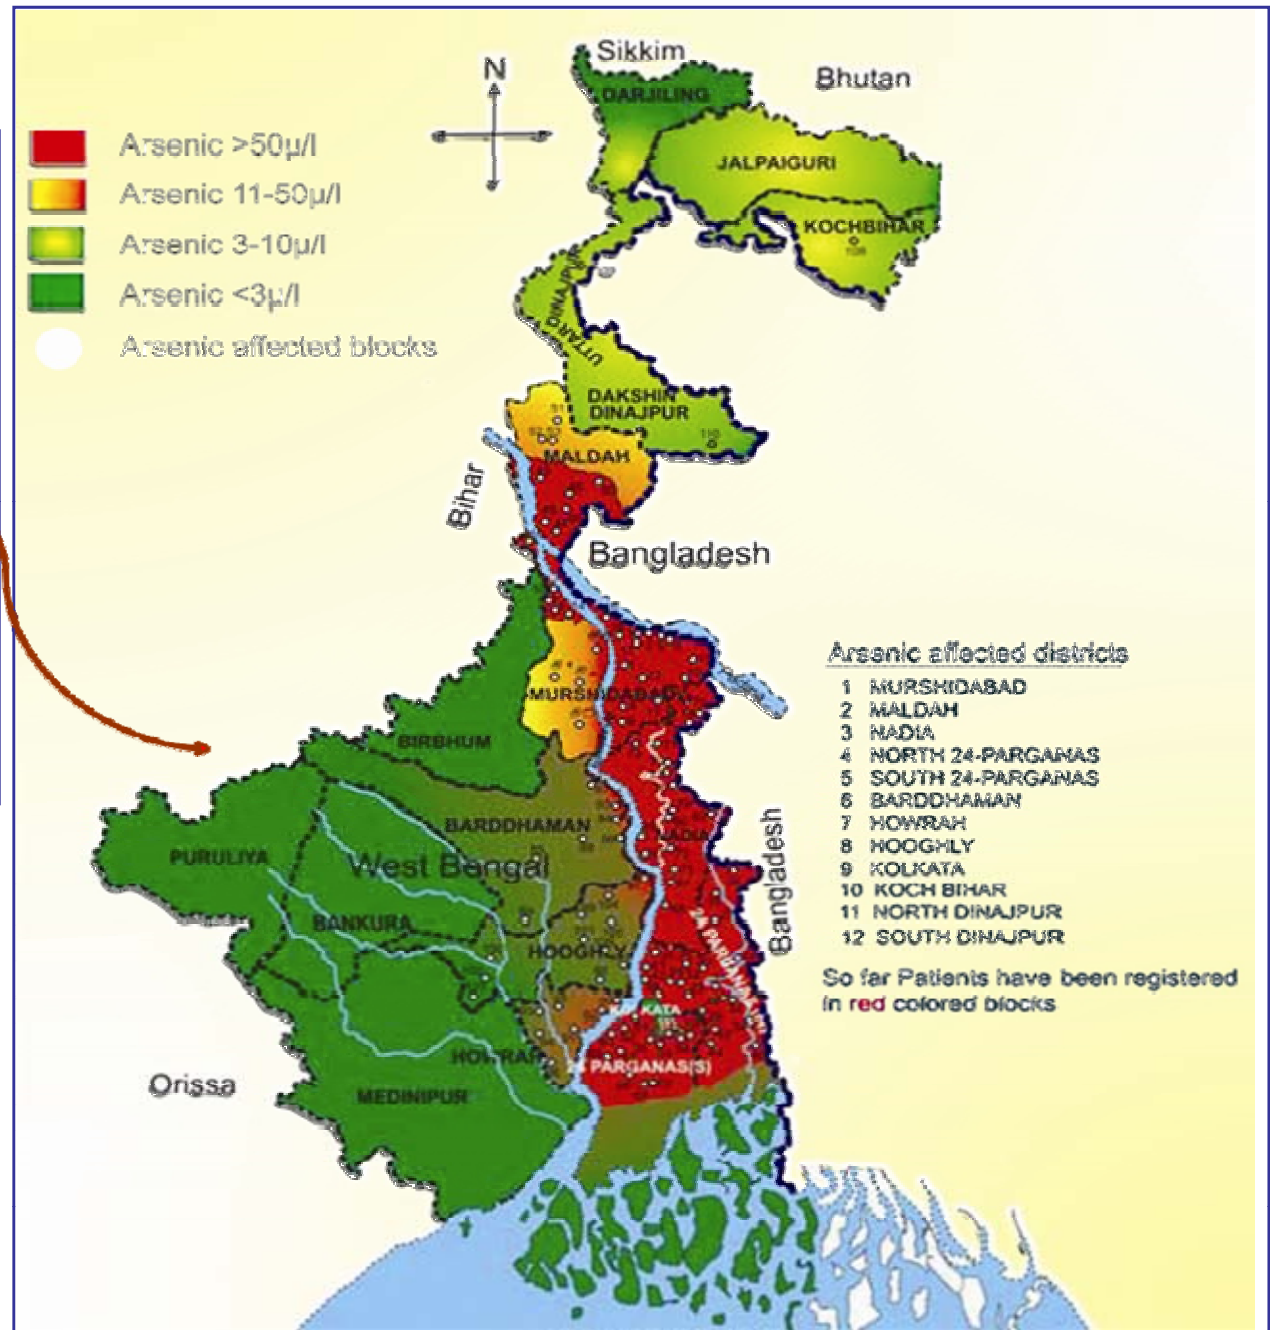 Sikkim
Bhutan
N
DARJILING
JALPAIGURI
KOCHBIHAR
108
Arsenic >50µ/l
Arsenic 11-50µ/l
Arsenic 3-10µ/l
Arsenic <3µ/l
Arsenic affected blocks
UTTAR DINAJPUR
DAKSHIN
DINAJPUR
110
MALDAH
Bihar
Bangladesh
MURSHIDABAD
BIRBHUM
BARDDHAMAN
NADIA
PURULIYA
West Bengal
BANKURA
HOOGHLY
24 PARGANAS(N)
Bangladesh
KOLKATA
HOWRAH
24 PARGANAS(S)
Orissa
MEDINIPUR
Arsenic affected districts
1 MURSHIDABAD
2 MALDAH
3 NADIA
4 NORTH 24-PARGANAS
5 SOUTH 24-PARGANAS
6 BARDDHAMAN
7 HOWRAH
8 HOOGHLY
9 KOLKATA
10 KOCH BIHAR
11 NORTH DINAJPUR
12 SOUTH DINAJPUR
So far Patients have been registered
in red colored blocks